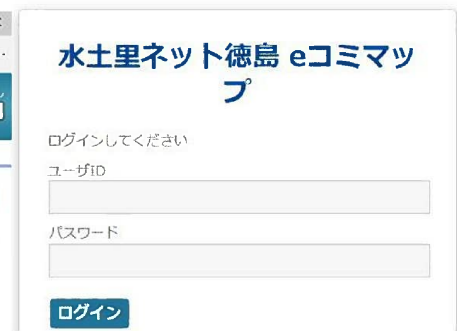 水土里ネット徳島 eコミマッ
プ
ログインしてください
ユーザID
パスワード
ログイン